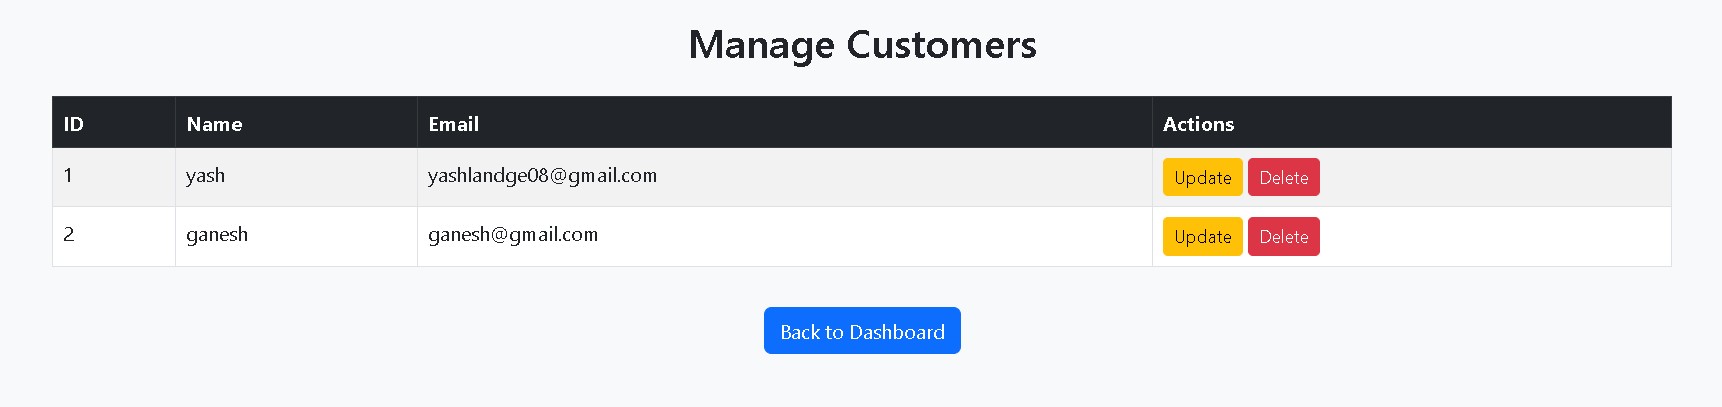 Manage Customers
ID Name Email Actions
1 yash yashlandge08@gmail.com Update Delete
2 ganesh ganesh@gmail.com Update Delete
Back to Dashboard